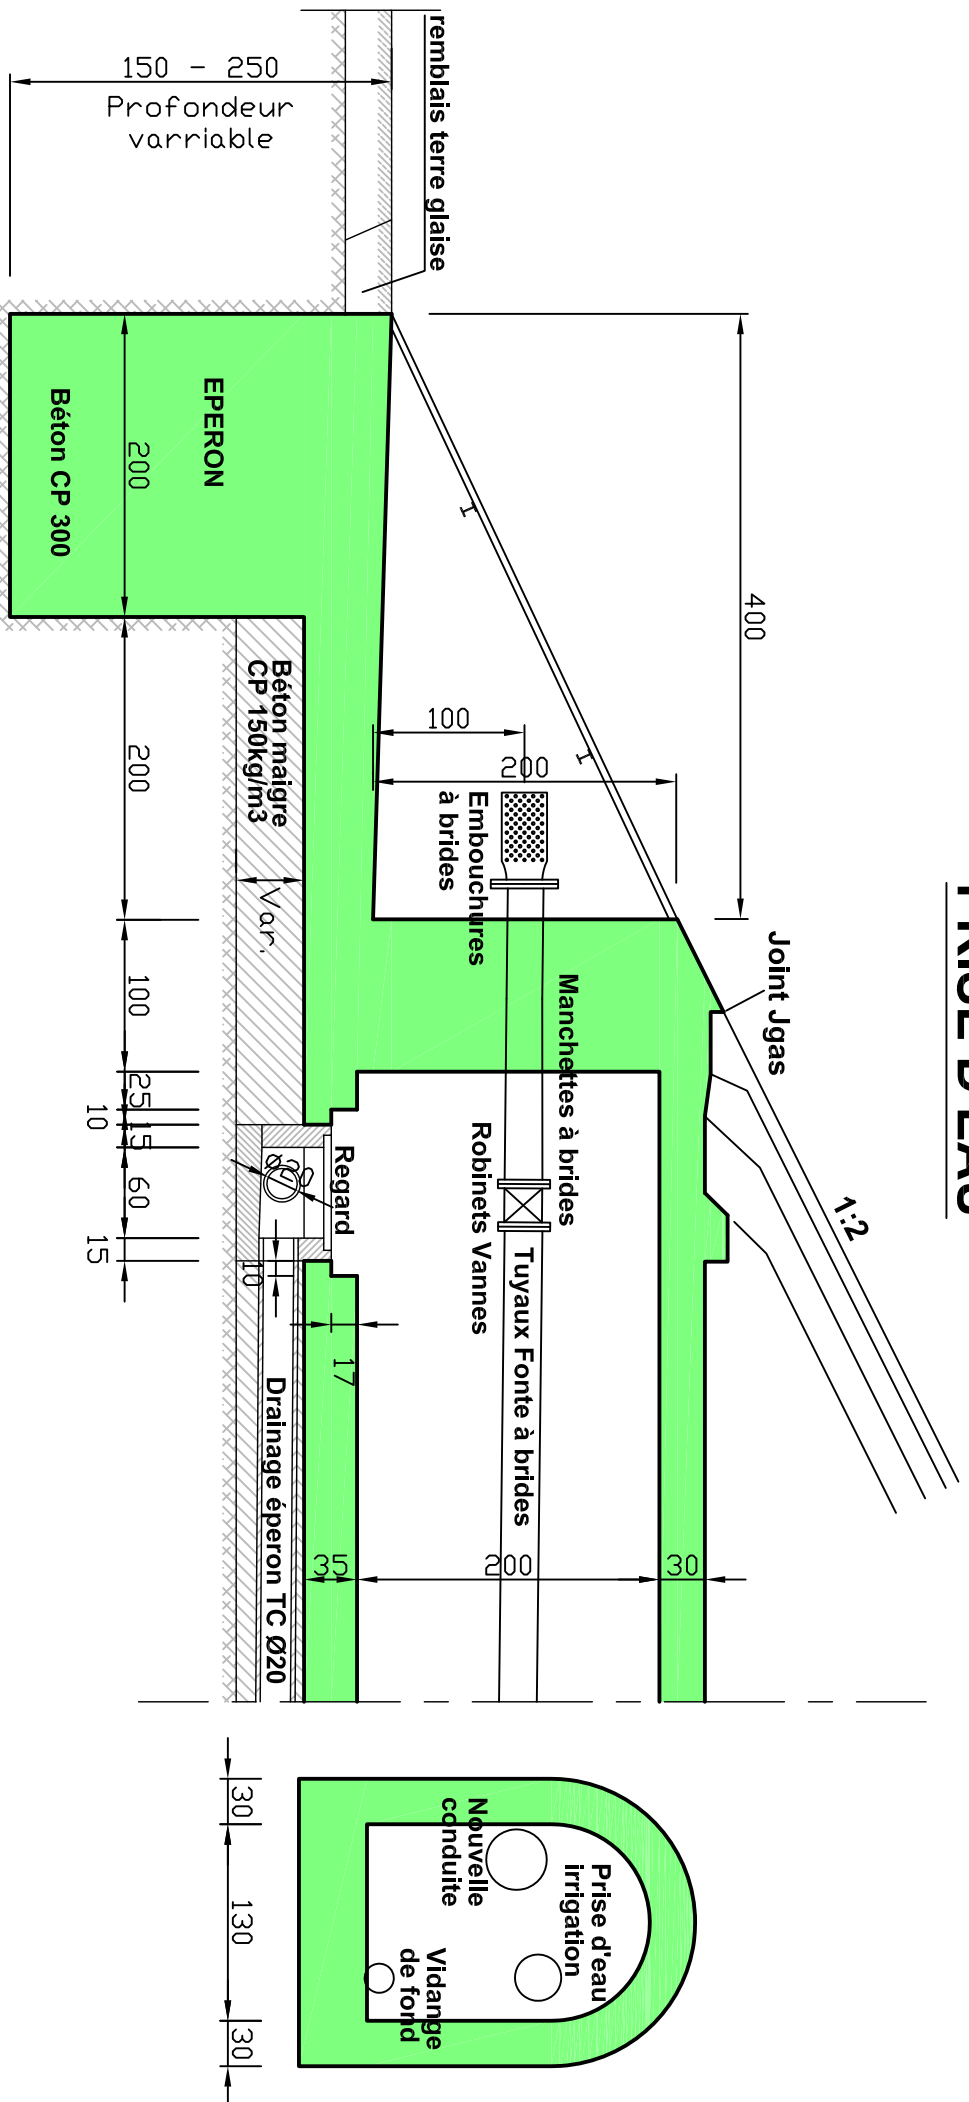 PRISE D'EAU
remblais terre glaise
150 - 250
Profondeur
varriable
EPERON
Béton CP 300
200
400
100
200
Embouchures
à brides
Béton maigre
CP 150kg/m3
Var.
200
100
25
10
15
60
15
Joint Jgas
Manchettes à brides
Robinets Vannes
Tuyaux Fonte à brides
1:2
Regard
Ø20
10
17
Drainage éperon TC Ø20
35
200
30
Nouvelle
conduite
Prise d'eau
irrigation
Vidange
de fond
30
130
30